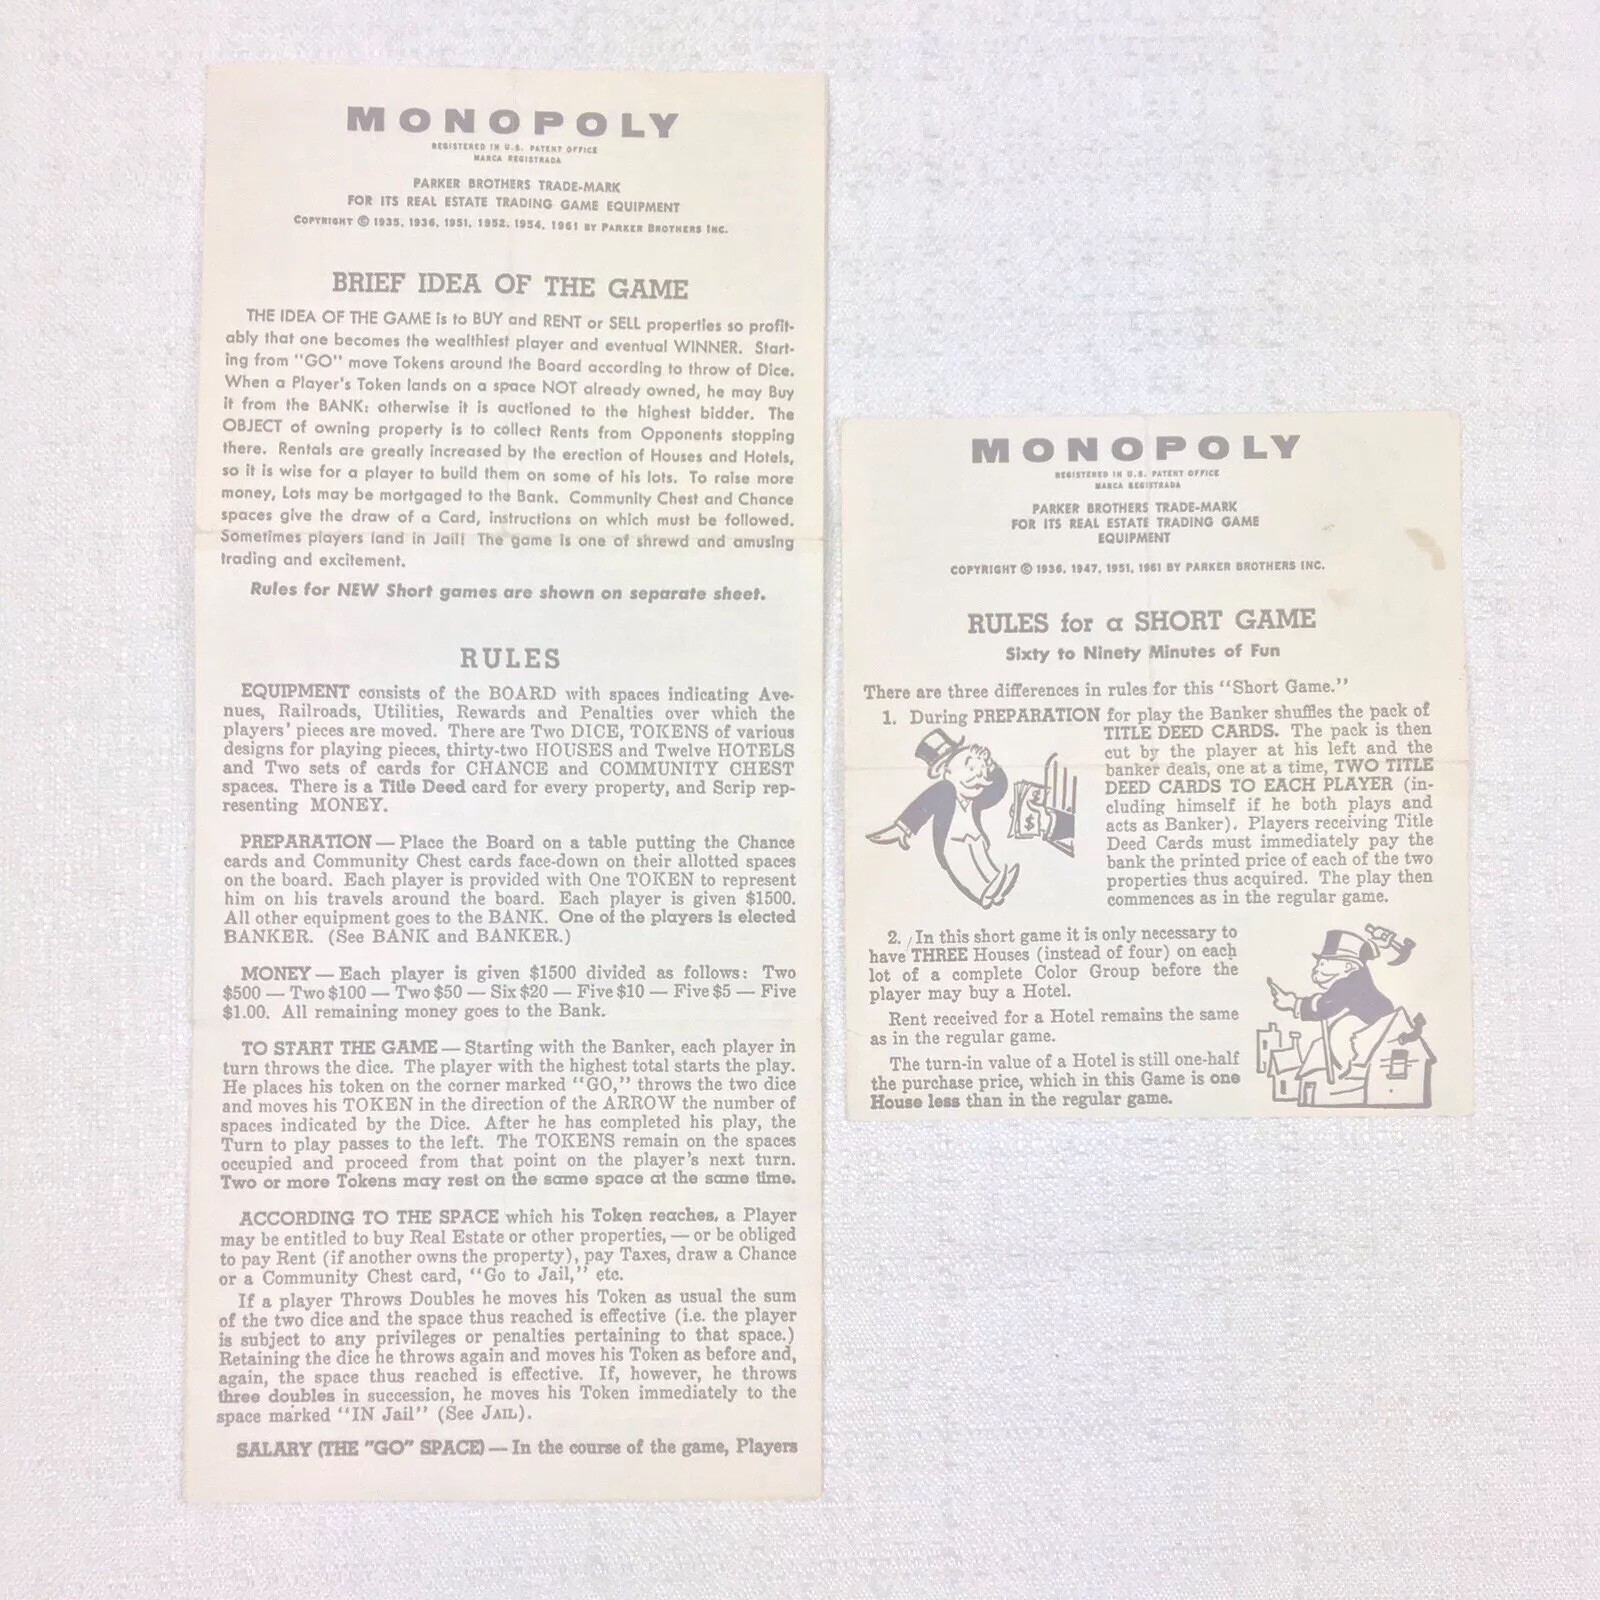 MONOPOLY
REGISTERED IN U.S. PATENT OFFICE
MARCA REGISTRADA
PARKER BROTHERS TRADE-MARK
FOR ITS REAL ESTATE TRADING GAME EQUIPMENT
COPYRIGHT © 1935, 1936, 1951, 1952, 1954, 1961 BY PARKER BROTHERS INC.
BRIEF IDEA OF THE GAME
THE IDEA OF THE GAME is to BUY and RENT or SELL properties so profit-
ably that one becomes the wealthiest player and eventual WINNER. Start-
ing from "GO" move Tokens around the Board according to throw of Dice.
When a Player's Token lands on a space NOT already owned, he may Buy
it from the BANK: otherwise it is auctioned to the highest bidder. The
OBJECT of owning property is to collect Rents from Opponents stopping
there. Rentals are greatly increased by the erection of Houses and Hotels,
so it is wise for a player to build them on some of his lots. To raise more
money, Lots may be mortgaged to the Bank. Community Chest and Chance
spaces give the draw of a Card, instructions on which must be followed.
Sometimes players land in Jail! The game is one of shrewd and amusing
trading and excitement.
Rules for NEW Short games are shown on separate sheet.
RULES
EQUIPMENT consists of the BOARD with spaces indicating Ave-
nues, Railroads, Utilities, Rewards and Penalties over which the
players' pieces are moved. There are Two DICE, TOKENS of various
designs for playing pieces, thirty-two HOUSES and Twelve HOTELS
and Two sets of cards for CHANCE and COMMUNITY CHEST
spaces. There is a Title Deed card for every property, and Scrip rep-
resenting MONEY.
PREPARATION — Place the Board on a table putting the Chance
cards and Community Chest cards face-down on their allotted spaces
on the board. Each player is provided with One TOKEN to represent
him on his travels around the board. Each player is given $1500.
All other equipment goes to the BANK. One of the players is elected
BANKER. (See BANK and BANKER.)
MONEY — Each player is given $1500 divided as follows: Two
$500 — Two $100 — Two $50 — Six $20 — Five $10 — Five $5 — Five
$1.00. All remaining money goes to the Bank.
TO START THE GAME — Starting with the Banker, each player in
turn throws the dice. The player with the highest total starts the play.
He places his token on the corner marked "GO," throws the two dice
and moves his TOKEN in the direction of the ARROW the number of
spaces indicated by the Dice. After he has completed his play, the
Turn to play passes to the left. The TOKENS remain on the spaces
occupied and proceed from that point on the player's next turn.
Two or more Tokens may rest on the same space at the same time.
ACCORDING TO THE SPACE which his Token reaches, a Player
may be entitled to buy Real Estate or other properties, — or be obliged
to pay Rent (if another owns the property), pay Taxes, draw a Chance
or a Community Chest card, "Go to Jail," etc.
If a player Throws Doubles he moves his Token as usual the sum
of the two dice and the space thus reached is effective (i.e. the player
is subject to any privileges or penalties pertaining to that space.)
Retaining the dice he throws again and moves his Token as before and,
again, the space thus reached is effective. If, however, he throws
three doubles in succession, he moves his Token immediately to the
space marked "IN Jail" (See JAIL).
SALARY (THE "GO" SPACE) — In the course of the game, Players
MONOPOLY
REGISTERED IN U.S. PATENT OFFICE
MARCA REGISTRADA
PARKER BROTHERS TRADE-MARK
FOR ITS REAL ESTATE TRADING GAME
EQUIPMENT
COPYRIGHT © 1936, 1947, 1951, 1961 BY PARKER BROTHERS INC.
RULES for a SHORT GAME
Sixty to Ninety Minutes of Fun
There are three differences in rules for this "Short Game."
1. During PREPARATION for play the Banker shuffles the pack of
TITLE DEED CARDS. The pack is then
cut by the player at his left and the
banker deals, one at a time, TWO TITLE
DEED CARDS TO EACH PLAYER (in-
cluding himself if he both plays and
acts as Banker). Players receiving Title
Deed Cards must immediately pay the
bank the printed price of each of the two
properties thus acquired. The play then
commences as in the regular game.
$
2. In this short game it is only necessary to
have THREE Houses (instead of four) on each
lot of a complete Color Group before the
player may buy a Hotel.
Rent received for a Hotel remains the same
as in the regular game.
The turn-in value of a Hotel is still one-half
the purchase price, which in this Game is one
House less than in the regular game.